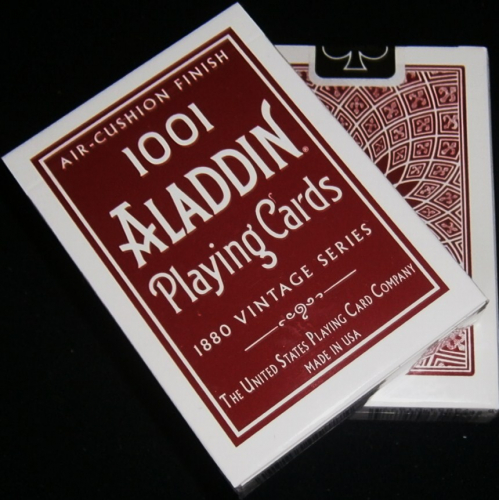 AIR-CUSHION FINISH
1001
ALADDIN®
Playing Cards
1880 VINTAGE SERIES
THE UNITED STATES PLAYING CARD COMPANY
MADE IN USA